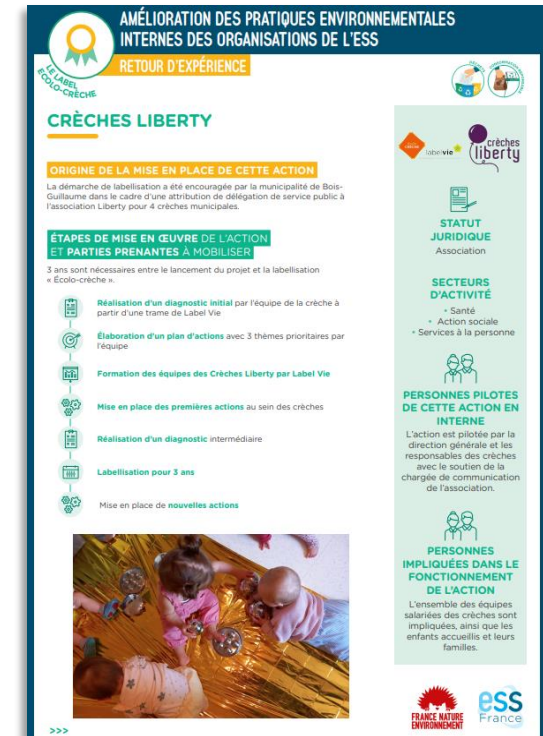 AMÉLIORATION DES PRATIQUES ENVIRONNEMENTALES
INTERNES DES ORGANISATIONS DE L'ESS
RETOUR D'EXPÉRIENCE
LE LABEL
ECOLO-CRÈCHE
CRÈCHES LIBERTY
ORIGINE DE LA MISE EN PLACE DE CETTE ACTION
La démarche de labellisation a été encouragée par la municipalité de Bois-
Guillaume dans le cadre d'une attribution de délégation de service public à
l'association Liberty pour 4 crèches municipales.
ÉTAPES DE MISE EN ŒUVRE DE L'ACTION
ET PARTIES PRENANTES À MOBILISER
3 ans sont nécessaires entre le lancement du projet et la labellisation
« Écolo-crèche ».
Réalisation d'un diagnostic initial par l'équipe de la crèche à
partir d'une trame de Label Vie
Élaboration d'un plan d'actions avec 3 thèmes prioritaires par
l'équipe
Formation des équipes des Crèches Liberty par Label Vie
Mise en place des premières actions au sein des crèches
Réalisation d'un diagnostic intermédiaire
Labellisation pour 3 ans
Mise en place de nouvelles actions
>>>
labelvie
crèches
liberty
STATUT
JURIDIQUE
Association
SECTEURS
D'ACTIVITÉ
• Santé
• Action sociale
• Services à la personne
PERSONNES PILOTES
DE CETTE ACTION EN
INTERNE
L'action est pilotée par la
direction générale et les
responsables des crèches
avec le soutien de la
chargée de communication
de l'association.
PERSONNES
IMPLIQUÉES DANS LE
FONCTIONNEMENT
DE L'ACTION
L'ensemble des équipes
salariées des crèches sont
impliquées, ainsi que les
enfants accueillis et leurs
familles.
FRANCE NATURE
ENVIRONNEMENT
ess
France